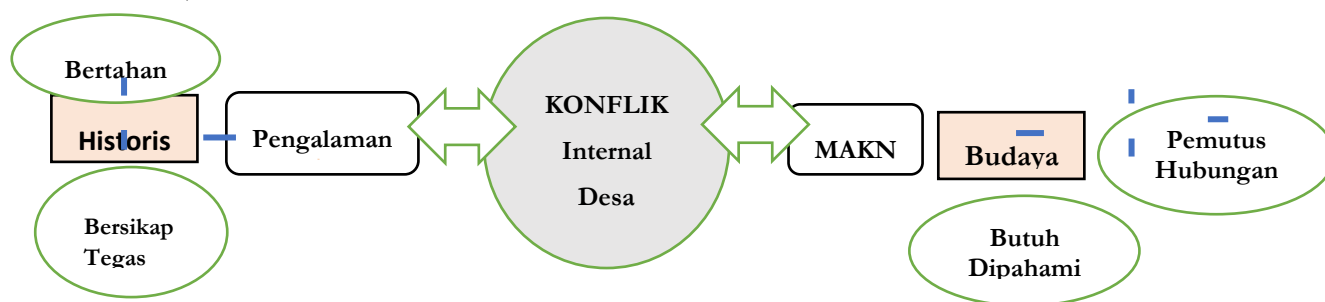 Bertahan
Historis
Bersikap
Tegas
Pengalaman
KONFLIK
Internal
Desa
MAKN
Budaya
Pemutus
Hubungan
Butuh
Dipahami